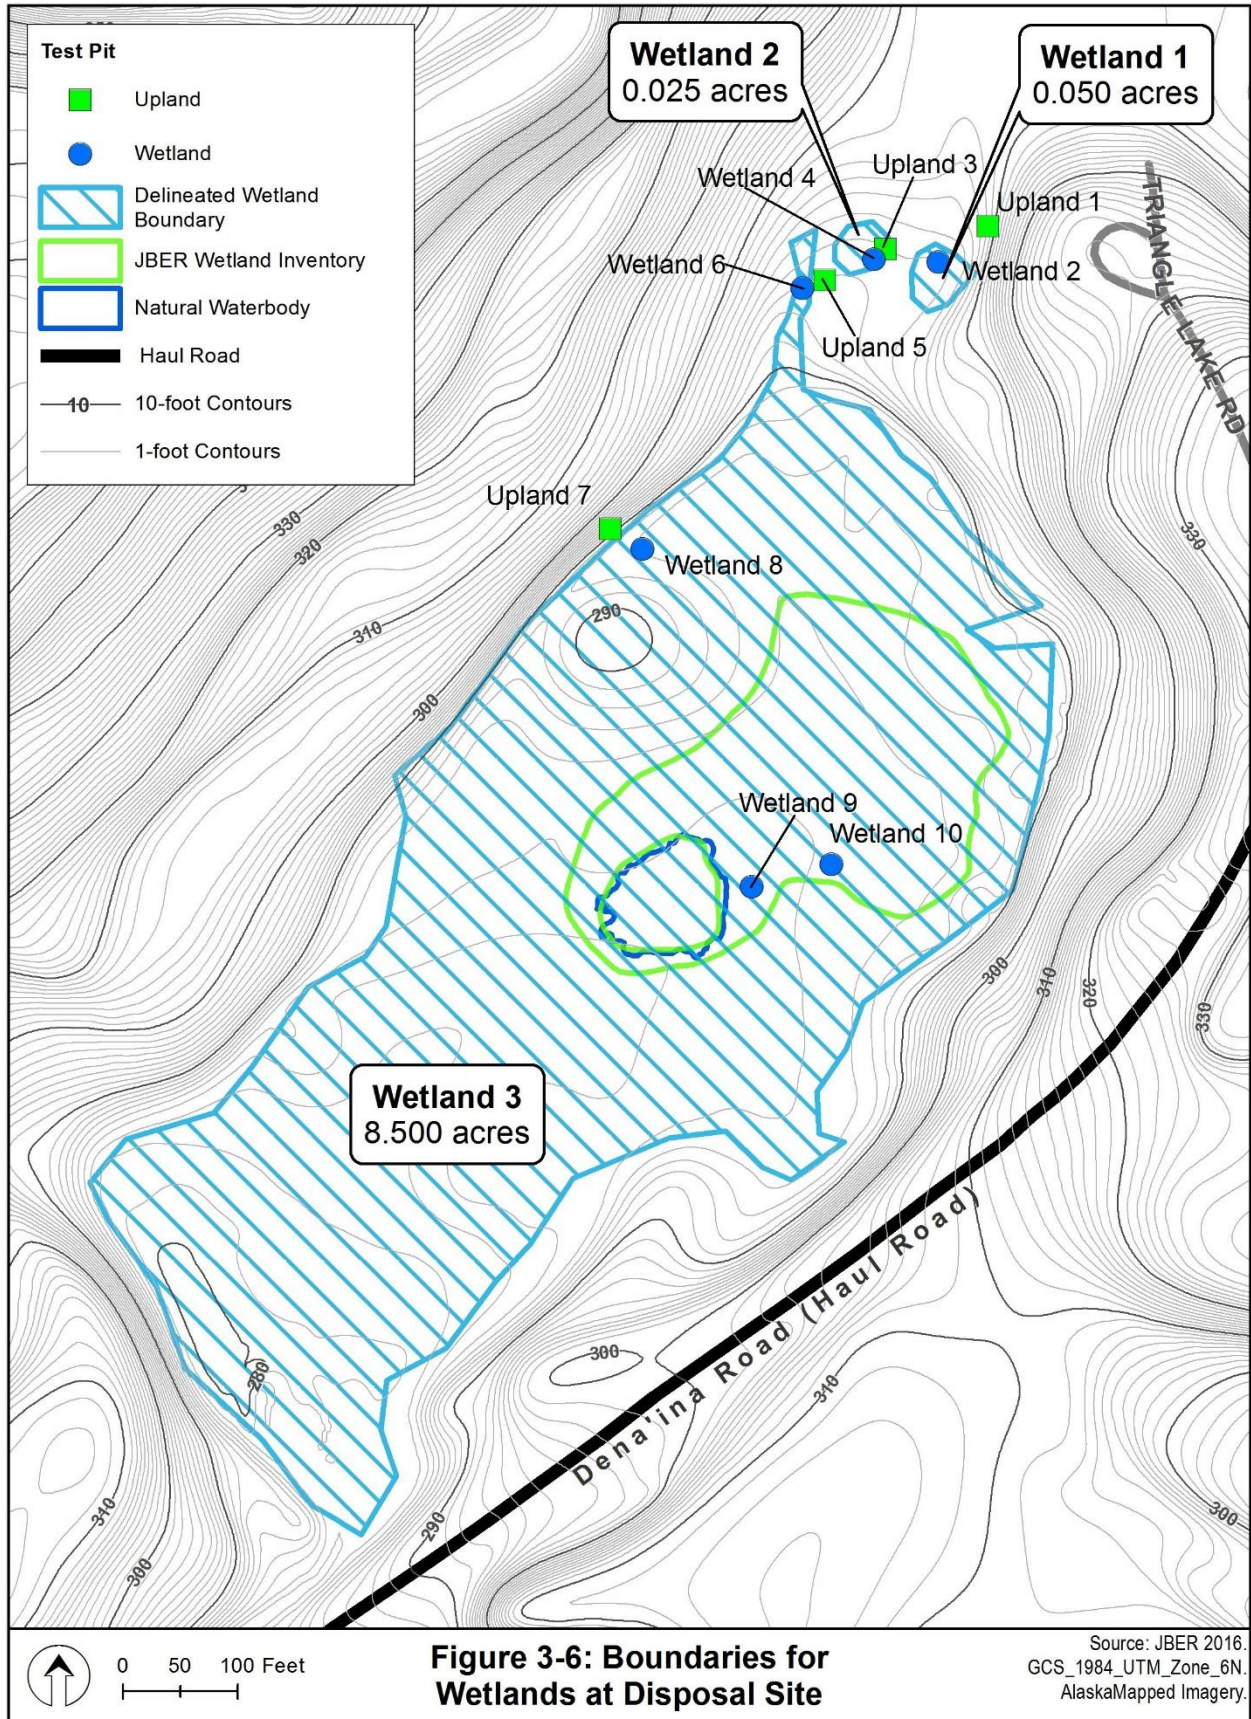 Test Pit
Upland
Wetland
Delineated Wetland
Boundary
JBER Wetland Inventory
Natural Waterbody
Haul Road
10
10-foot Contours
1-foot Contours
Wetland 2
0.025 acres
Wetland 1
0.050 acres
Upland 3
Wetland 4
Upland 1
TRIANGLE LAKE RD
Wetland 6
Wetland 2
Upland 5
Upland 7
330
320
330
Wetland 8
290
310
300
Wetland 9
Wetland 10
300
310
320
330
Wetland 3
8.500 acres
Dena'ina Road (Haul Road)
300
280
310
310
290
300
300
0 50 100 Feet
Figure 3-6: Boundaries for
Wetlands at Disposal Site
Source: JBER 2016.
GCS_1984_UTM_Zone_6N.
AlaskaMapped Imagery.